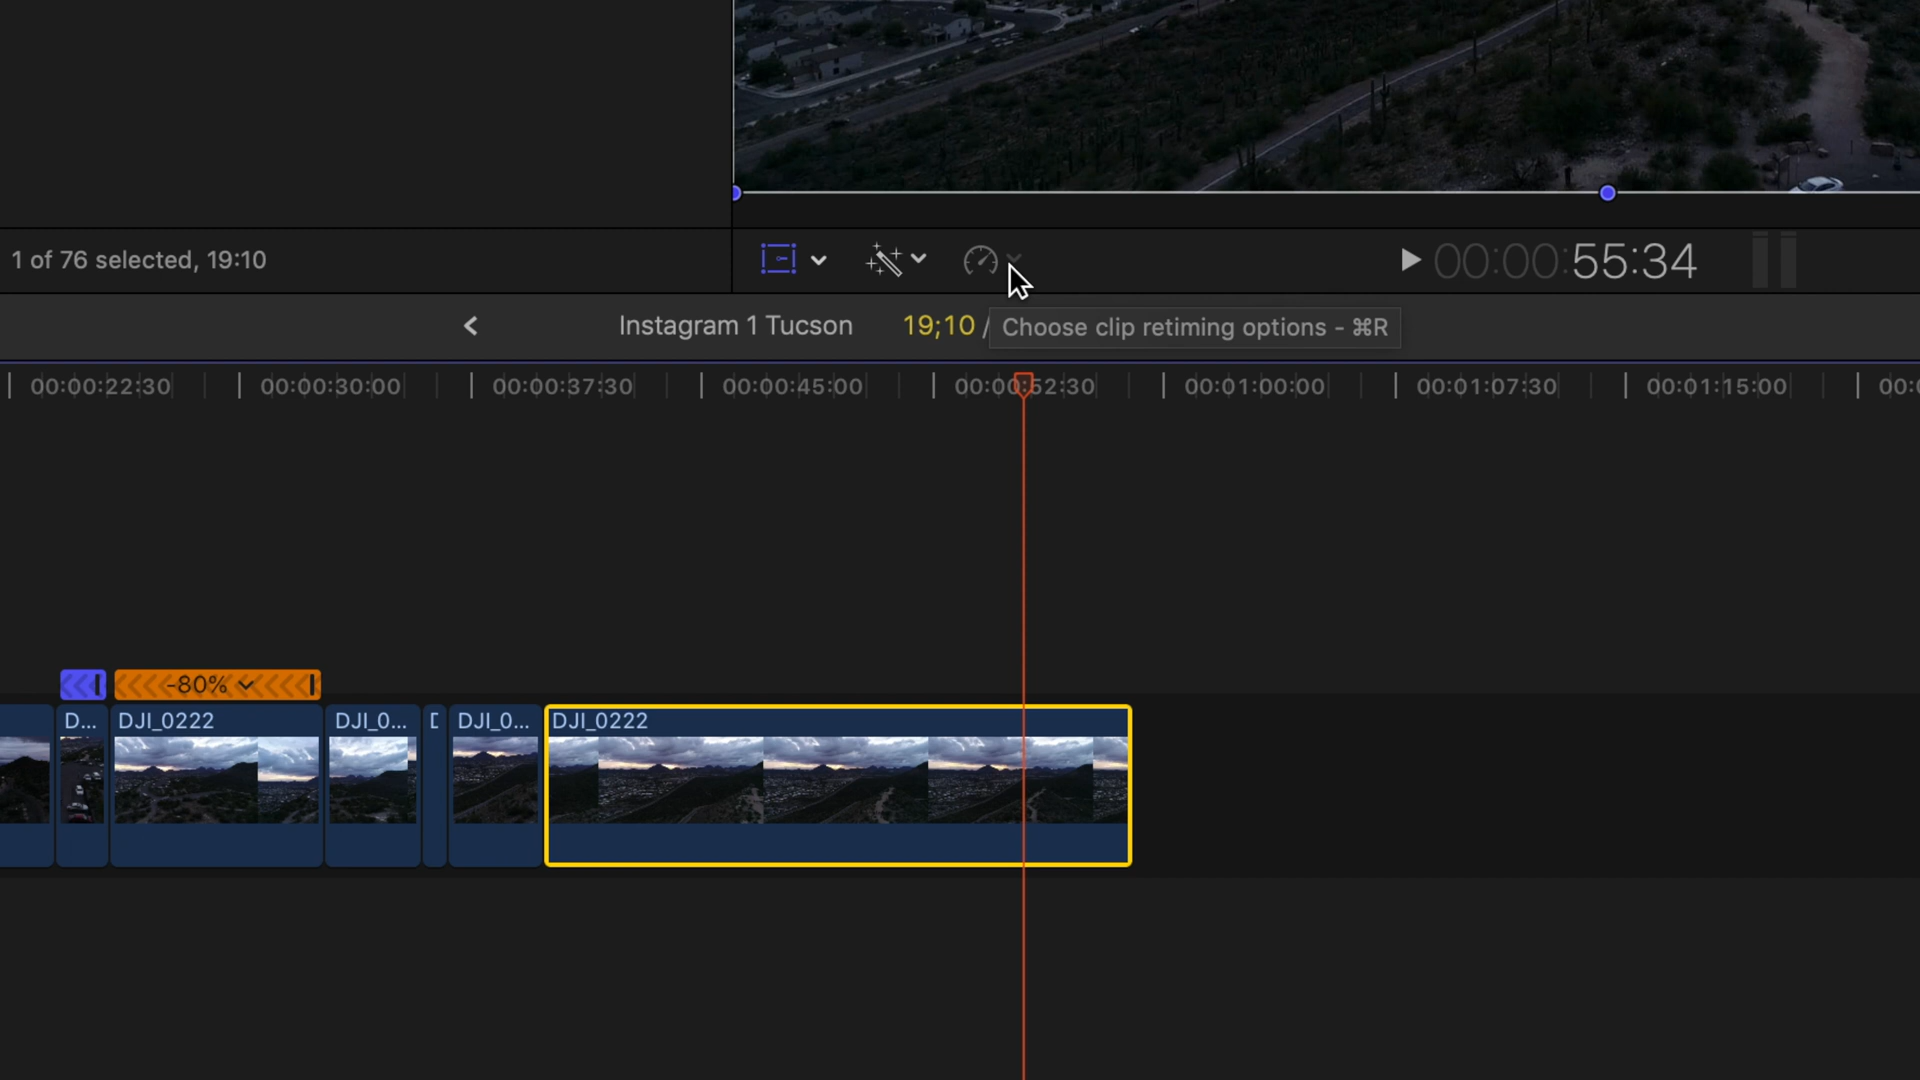 1 of 76 selected, 19:10
00:00:55:34
Instagram 1 Tucson
19;10 /
Choose clip retiming options - ⌘R
00:00:22:30
00:00:30:00
00:00:37:30
00:00:45:00
00:00:52:30
00:01:00:00
00:01:07:30
00:01:15:00
00:0
-80%
D...
DJI_0222
DJI_0...
D
DJI_0...
DJI_0222